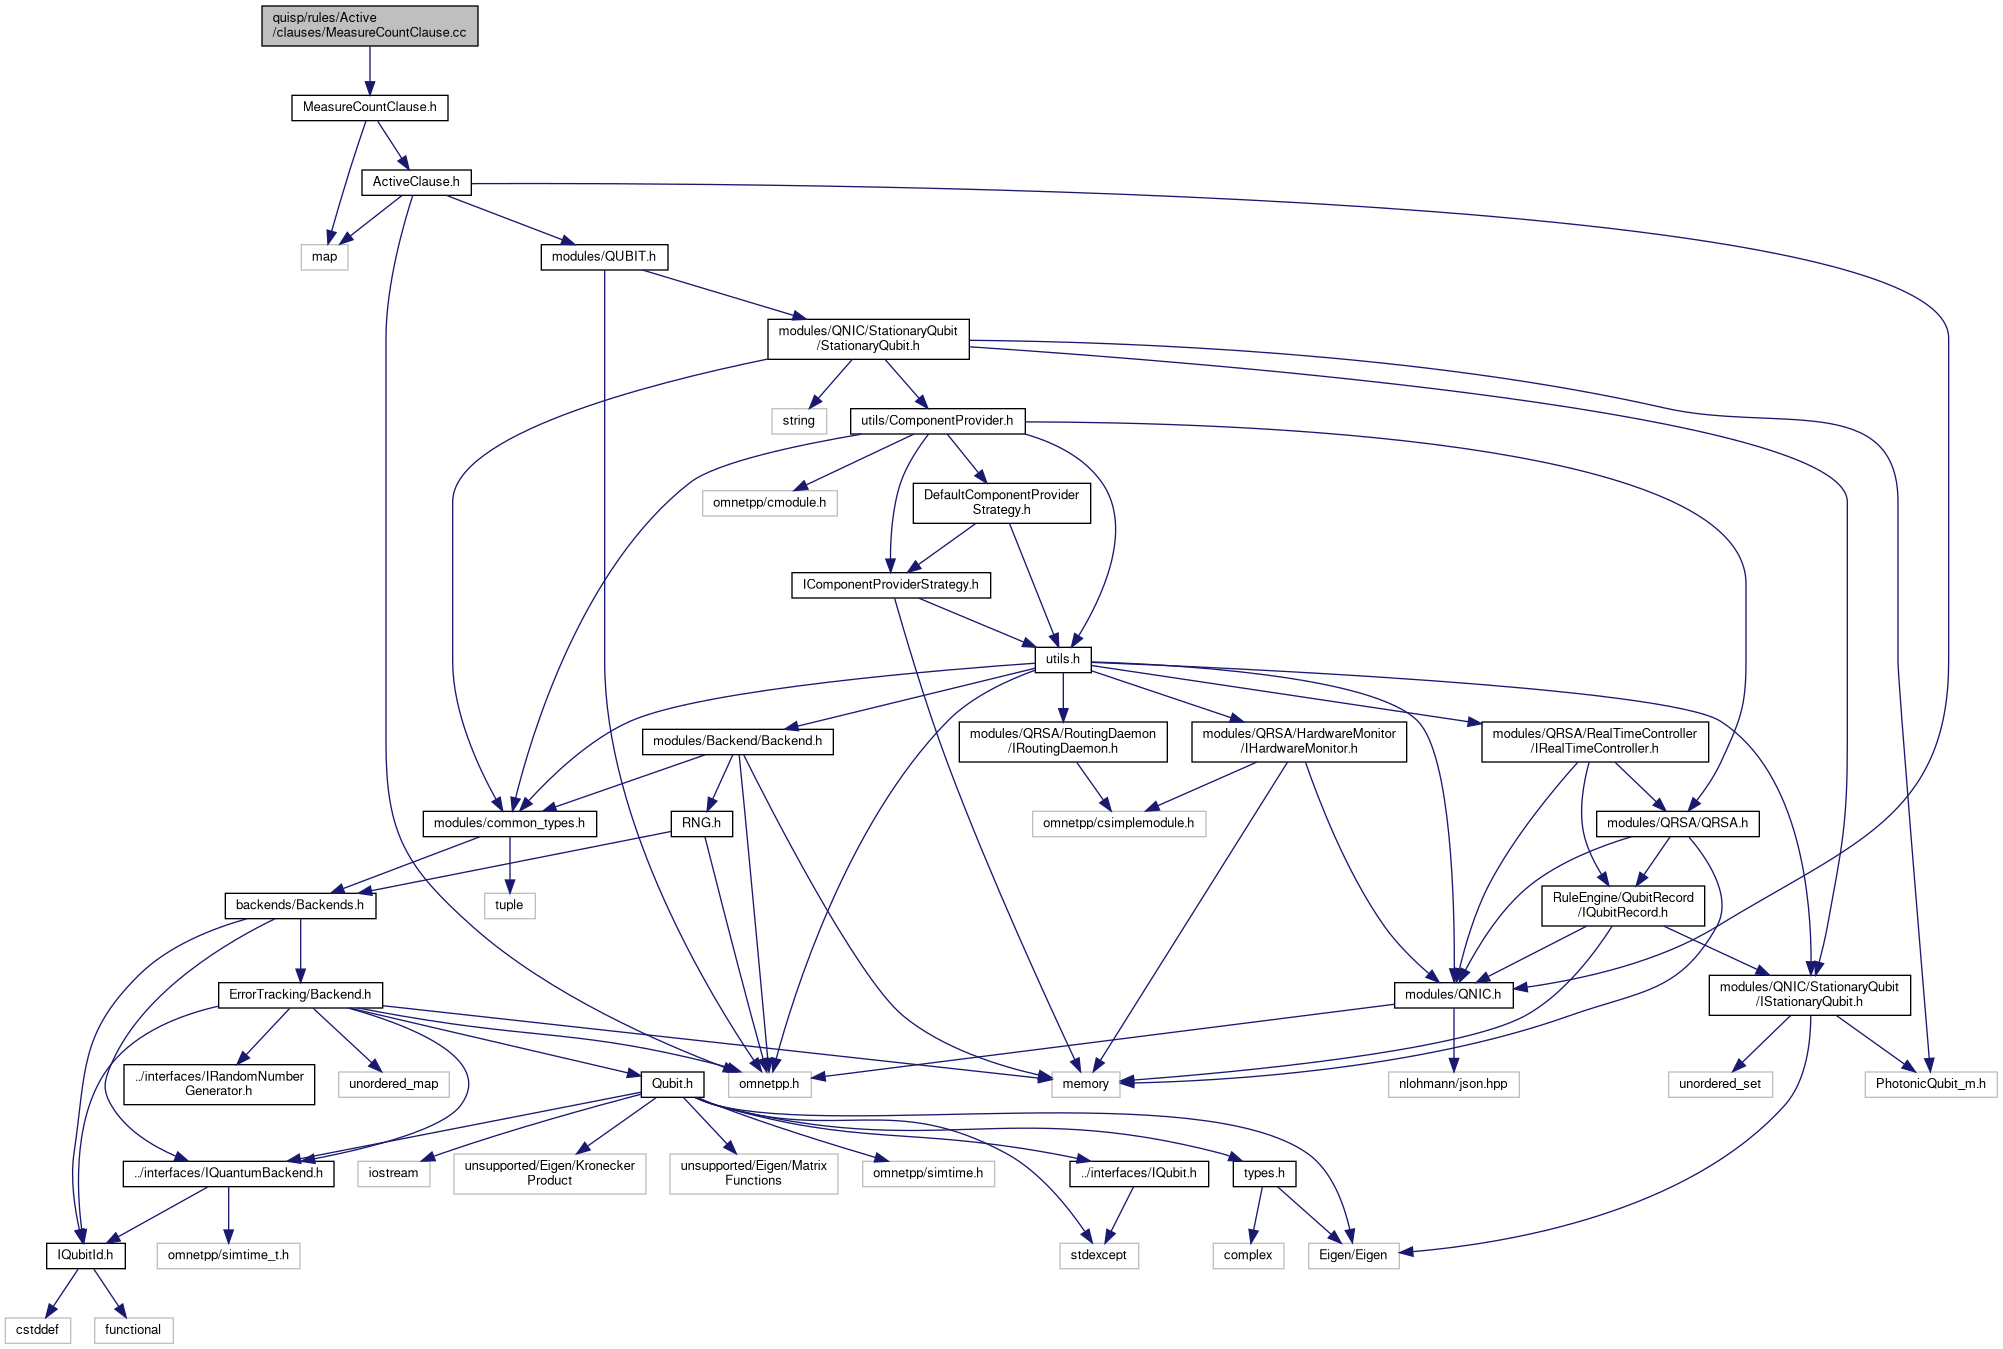 quisp/rules/Active
/clauses/MeasureCountClause.cc
MeasureCountClause.h
ActiveClause.h
map
modules/QUBIT.h
modules/QNIC/StationaryQubit
/StationaryQubit.h
string
utils/ComponentProvider.h
omnetpp/cmodule.h
DefaultComponentProvider
Strategy.h
IComponentProviderStrategy.h
utils.h
modules/Backend/Backend.h
modules/QRSA/RoutingDaemon
/IRoutingDaemon.h
modules/QRSA/HardwareMonitor
/IHardwareMonitor.h
modules/QRSA/RealTimeController
/IRealTimeController.h
modules/common_types.h
RNG.h
omnetpp/csimplemodule.h
modules/QRSA/QRSA.h
backends/Backends.h
tuple
RuleEngine/QubitRecord
/IQubitRecord.h
ErrorTracking/Backend.h
modules/QNIC.h
modules/QNIC/StationaryQubit
/IStationaryQubit.h
../interfaces/IRandomNumber
Generator.h
unordered_map
Qubit.h
omnetpp.h
memory
nlohmann/json.hpp
unordered_set
PhotonicQubit_m.h
../interfaces/IQuantumBackend.h
iostream
unsupported/Eigen/Kronecker
Product
unsupported/Eigen/Matrix
Functions
omnetpp/simtime.h
../interfaces/IQubit.h
types.h
IQubitId.h
omnetpp/simtime_t.h
stdexcept
complex
Eigen/Eigen
cstddef
functional